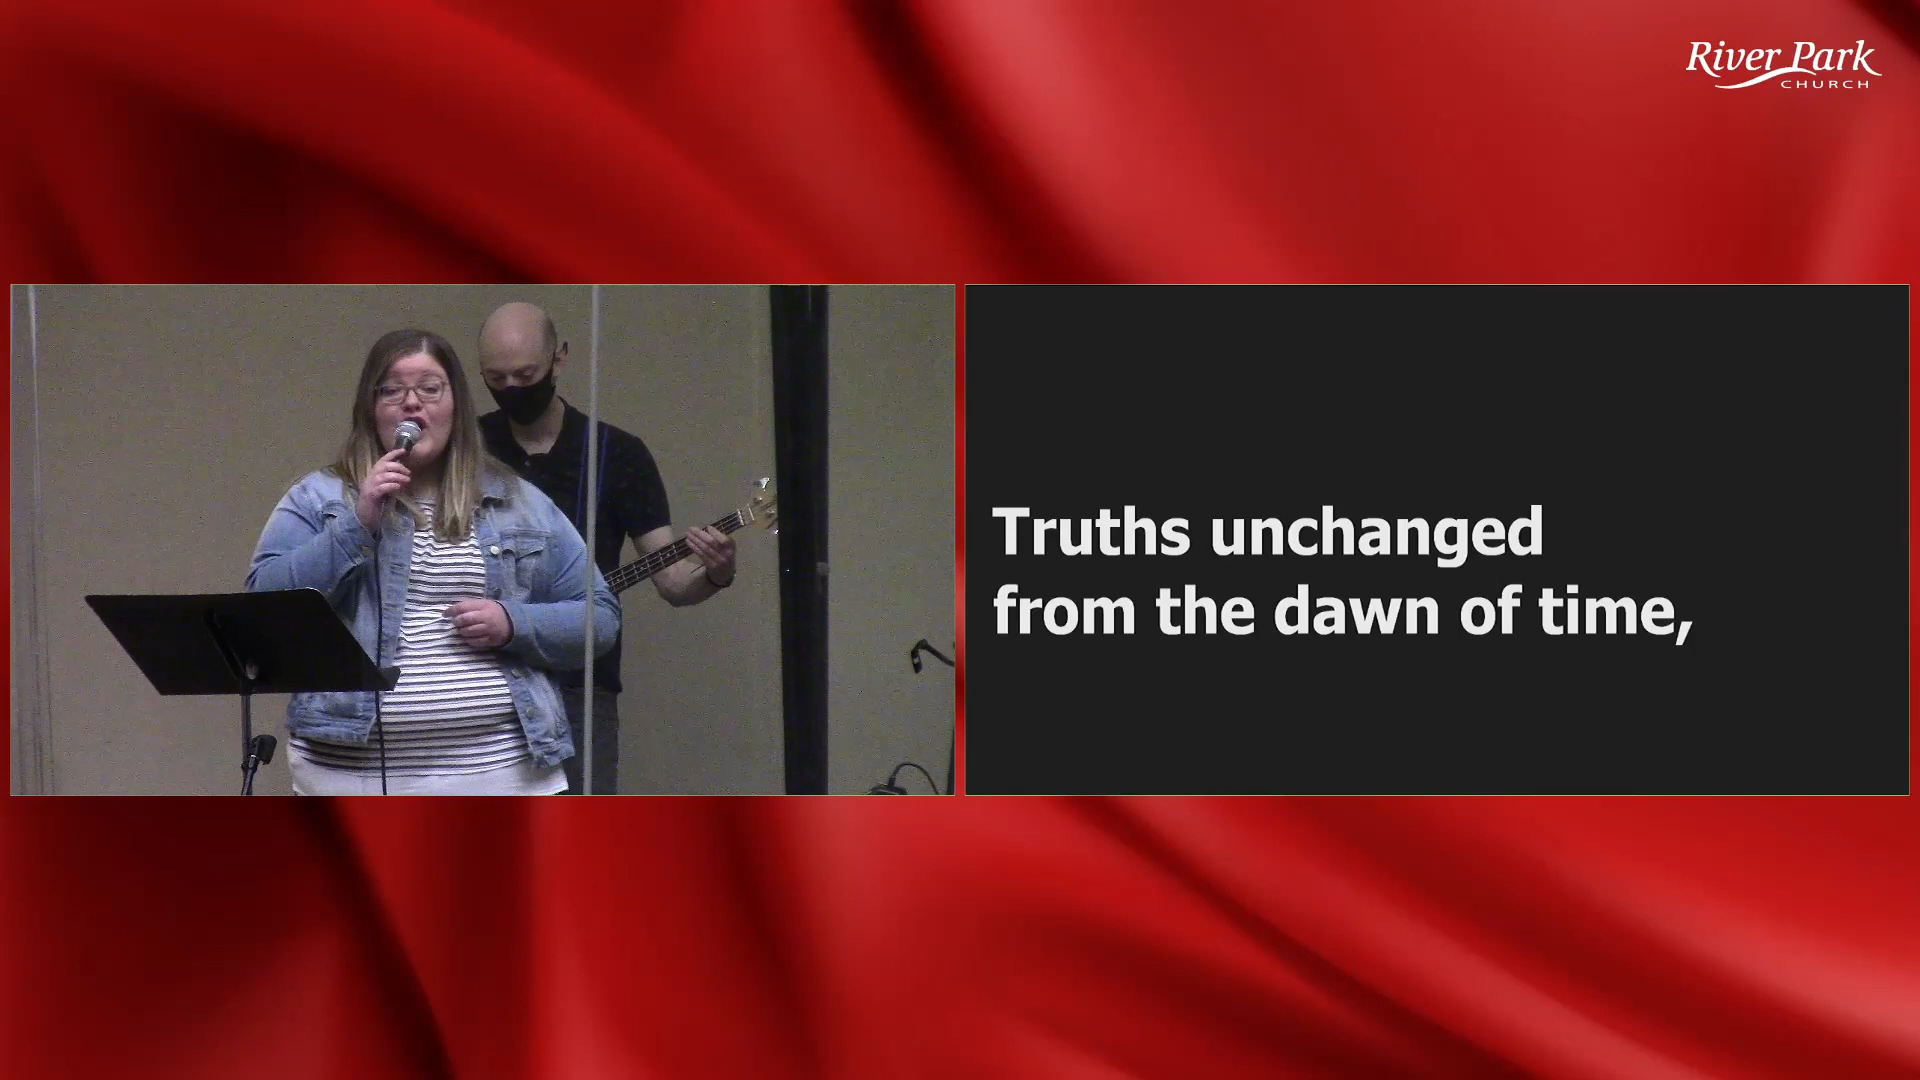 River Park
CHURCH
Truths unchanged
from the dawn of time,